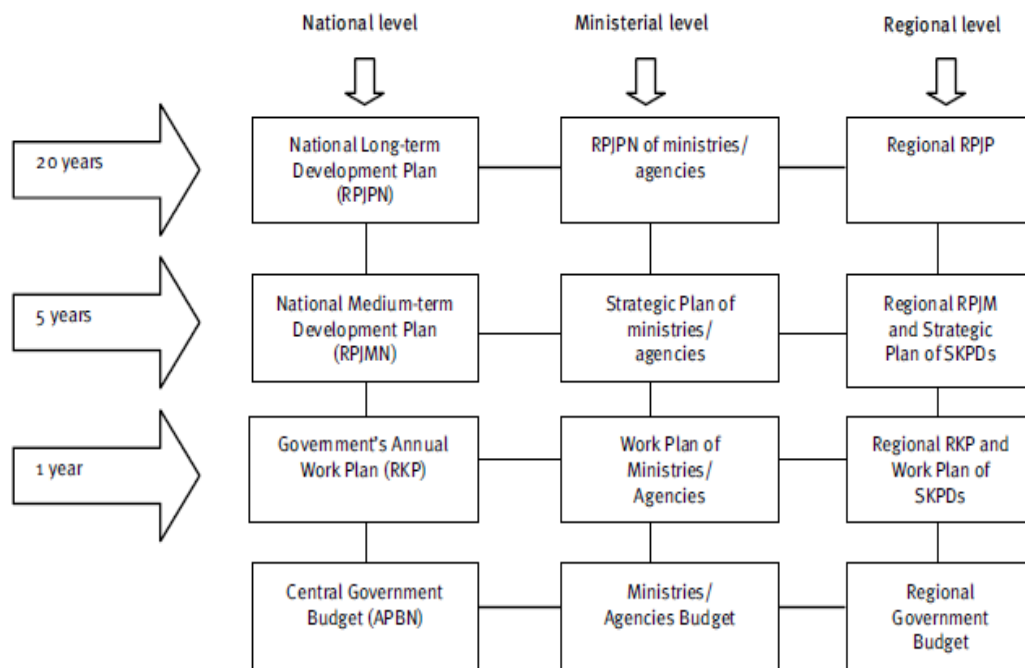 National level
Ministerial level
Regional level
20 years
National Long-term
Development Plan
(RPJPN)
RPJPN of ministries/
agencies
Regional RPJP
5 years
National Medium-term
Development Plan
(RPJMN)
Strategic Plan of
ministries/
agencies
Regional RPJM
and Strategic
Plan of SKPDs
1 year
Government's Annual
Work Plan (RKP)
Work Plan of
Ministries/
Agencies
Regional RKP and
Work Plan of
SKPDs
Central Government
Budget (APBN)
Ministries/
Agencies Budget
Regional
Government
Budget